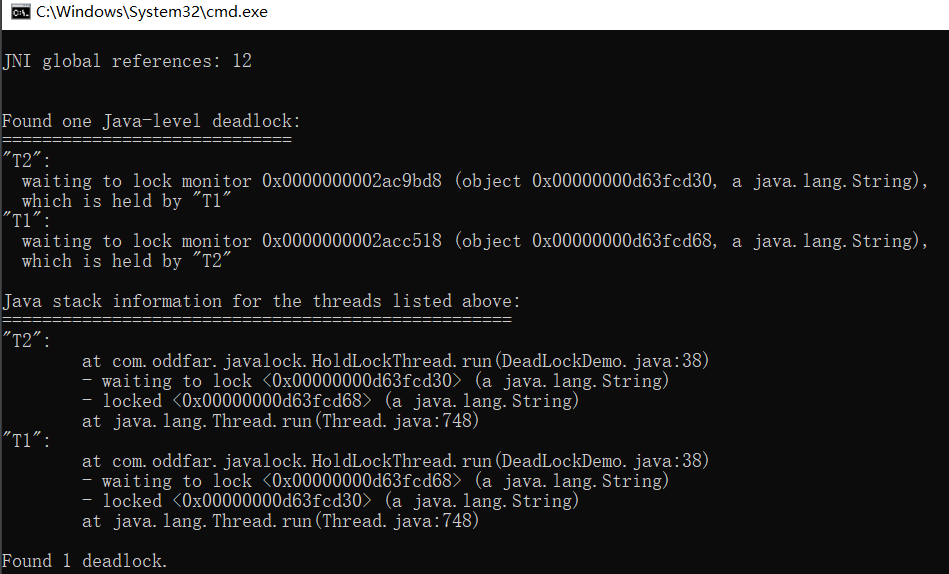 C:\Windows\System32\cmd.exe
JNI global references: 12
Found one Java-level deadlock:
=============================
"T2":
  waiting to lock monitor 0x0000000002ac9bd8 (object 0x00000000d63fcd30, a java.lang.String),
  which is held by "T1"
"T1":
  waiting to lock monitor 0x0000000002acc518 (object 0x00000000d63fcd68, a java.lang.String),
  which is held by "T2"
Java stack information for the threads listed above:
===================================================
"T2":
        at com.oddfar.javalock.HoldLockThread.run(DeadLockDemo.java:38)
        - waiting to lock <0x00000000d63fcd30> (a java.lang.String)
        - locked <0x00000000d63fcd68> (a java.lang.String)
        at java.lang.Thread.run(Thread.java:748)
"T1":
        at com.oddfar.javalock.HoldLockThread.run(DeadLockDemo.java:38)
        - waiting to lock <0x00000000d63fcd68> (a java.lang.String)
        - locked <0x00000000d63fcd30> (a java.lang.String)
        at java.lang.Thread.run(Thread.java:748)
Found 1 deadlock.